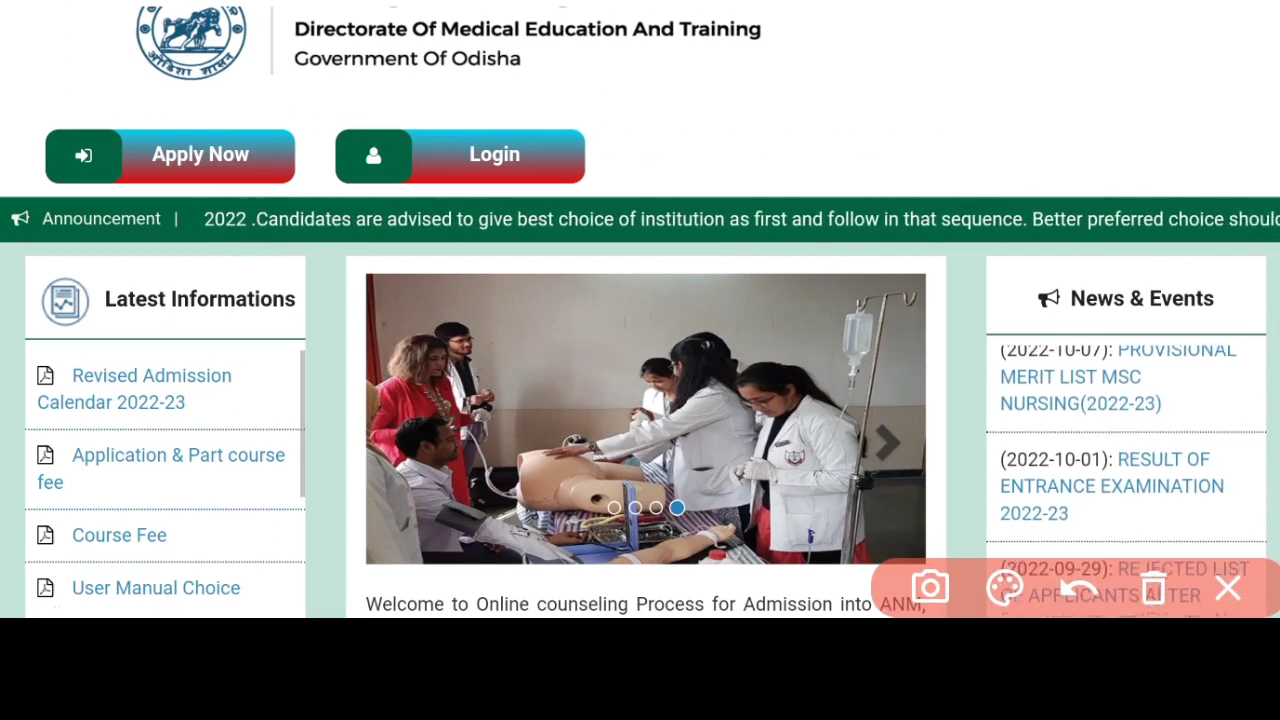 Directorate Of Medical Education And Training
Government Of Odisha
ओडिशा शासन
Apply Now
Login
Announcement |
2022 .Candidates are advised to give best choice of institution as first and follow in that sequence. Better preferred choice
Latest Informations
Revised Admission
Calendar 2022-23
Application & Part course
fee
Course Fee
User Manual Choice
Welcome to Online counseling Process for Admission into ANM,
News & Events
(2022-10-07): PROVISIONAL
MERIT LIST MSC
NURSING(2022-23)
(2022-10-01): RESULT OF
ENTRANCE EXAMINATION
2022-23
(2022-09-29): REJECTED LIST
OF APPLICANTS AFTER